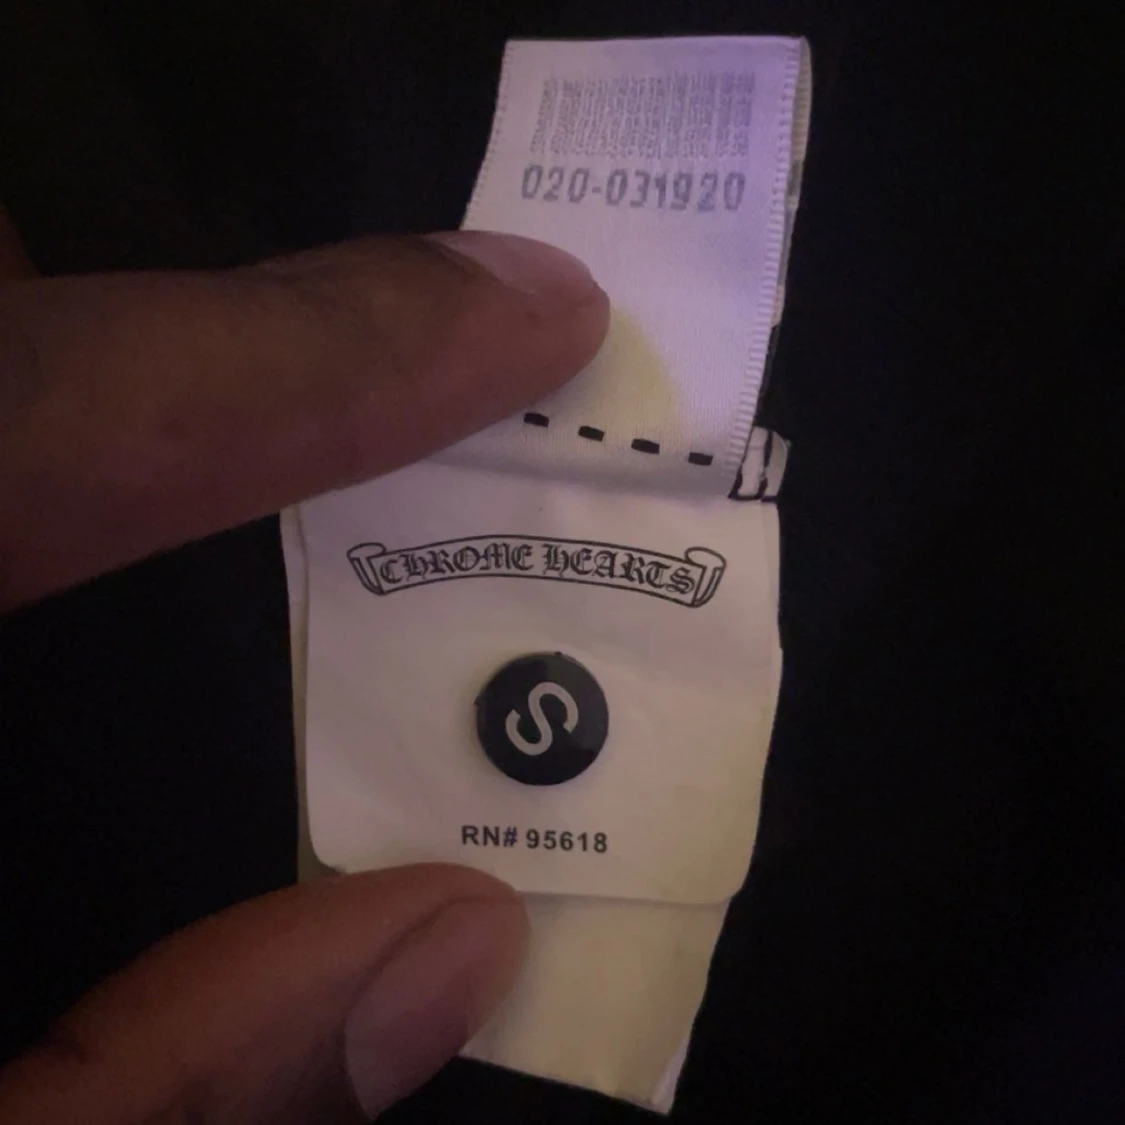 020-031920
CHROME HEARTS
S
RN# 95618